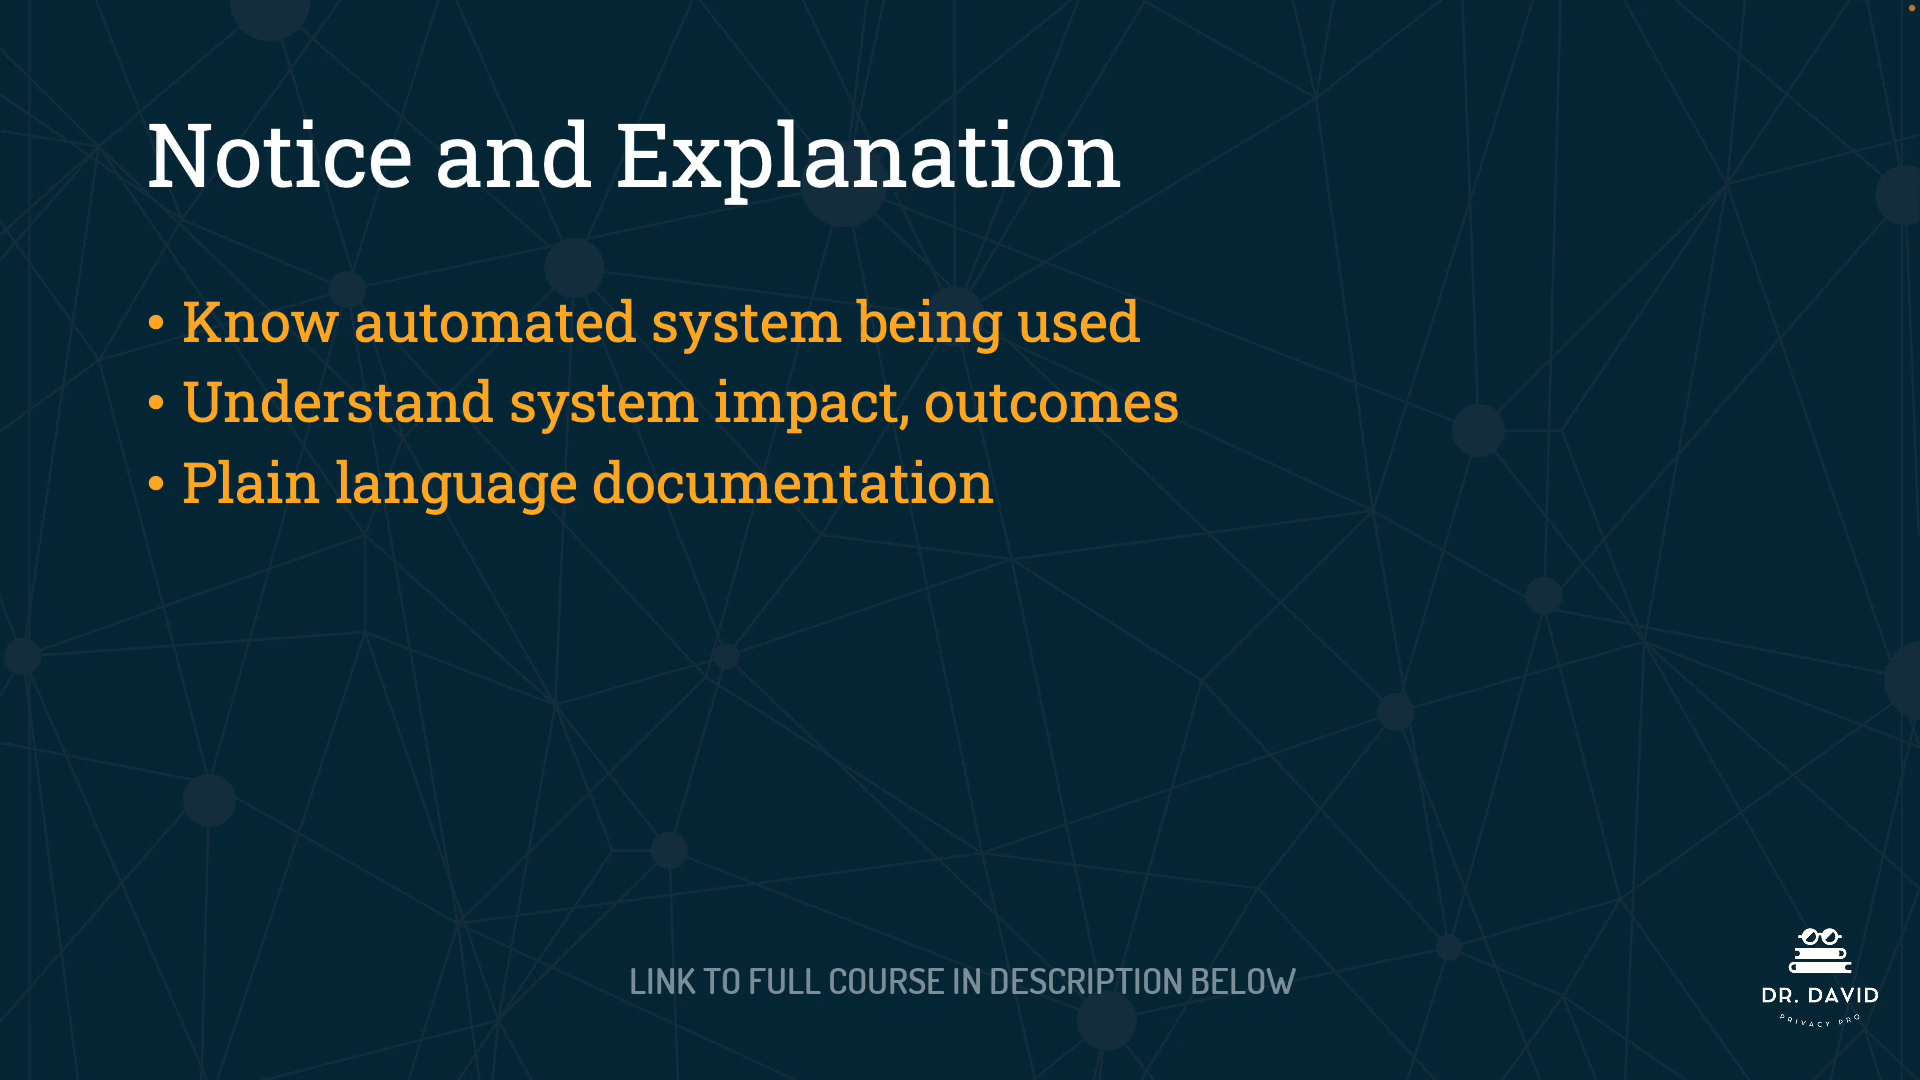 Notice and Explanation
• Know automated system being used
• Understand system impact, outcomes
• Plain language documentation
LINK TO FULL COURSE IN DESCRIPTION BELOW
DR. DAVID
PRIVACY PRO